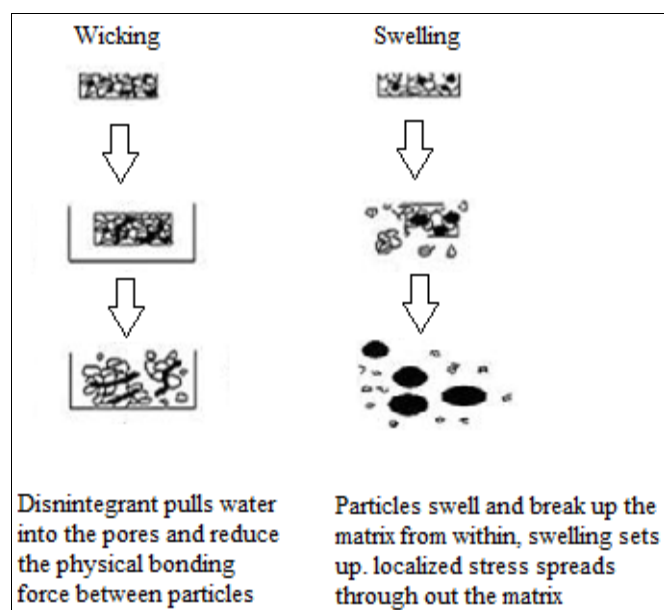 Wicking
Swelling
Disnintegrant pulls water
into the pores and reduce
the physical bonding
force between particles
Particles swell and break up the
matrix from within, swelling sets
up. localized stress spreads
through out the matrix